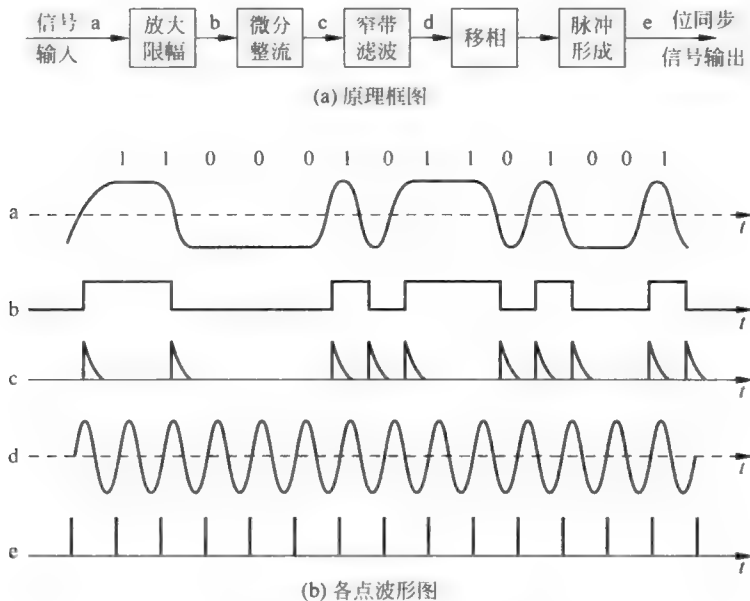 信号 a 放大 b 微分 c 窄带 d 移相 脉冲 e 位同步
输入 限幅 整流 滤波 形成 信号输出
(a) 原理框图
1 1 0 0 0 1 0 1 1 0 1 0 0 1
a t
b t
c t
d t
e t
(b) 各点波形图